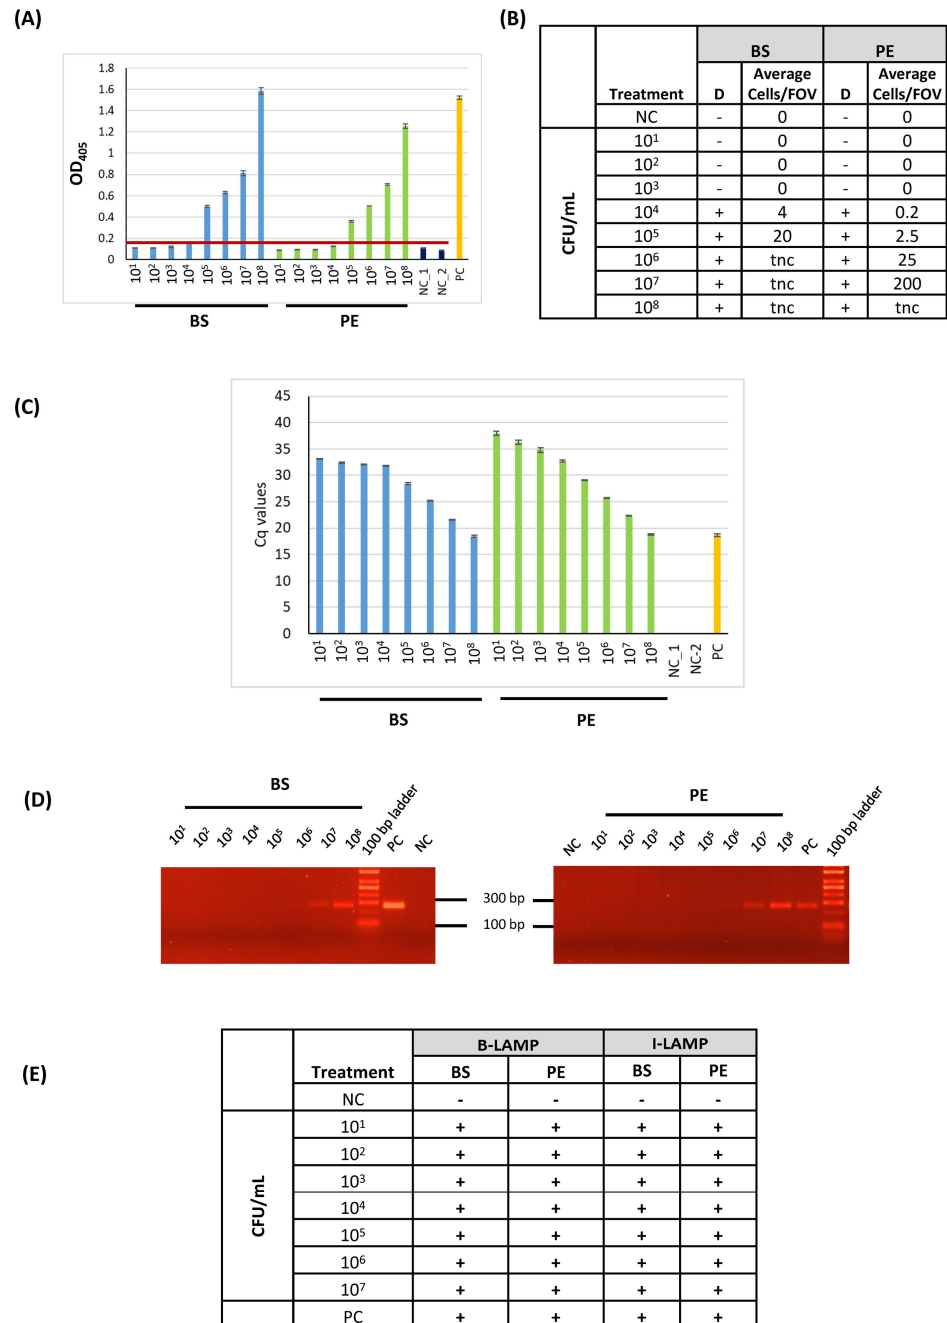 (A)
1.8
1.6
1.4
1.2
1
0.8
0.6
0.4
0.2
0
OD405
10¹ 10² 10³ 10⁴ 10⁵ 10⁶ 10⁷ 10⁸ 10¹ 10² 10³ 10⁴ 10⁵ 10⁶ 10⁷ 10⁸ NC_1 NC_2 PC
BS PE
(B)
BS PE
Treatment D Average Cells/FOV D Average Cells/FOV
NC - 0 - 0
CFU/mL
10¹ - 0 - 0
10² - 0 - 0
10³ - 0 - 0
10⁴ + 4 + 0.2
10⁵ + 20 + 2.5
10⁶ + tnc + 25
10⁷ + tnc + 200
10⁸ + tnc + tnc
(C)
45
40
35
30
25
20
15
10
5
0
Cq values
10¹ 10² 10³ 10⁴ 10⁵ 10⁶ 10⁷ 10⁸ 10¹ 10² 10³ 10⁴ 10⁵ 10⁶ 10⁷ 10⁸ NC_1 NC-2 PC
BS PE
(D)
BS
10¹ 10² 10³ 10⁴ 10⁵ 10⁶ 10⁷ 10⁸ 100 bp ladder PC NC
300 bp
100 bp
PE
NC 10¹ 10² 10³ 10⁴ 10⁵ 10⁶ 10⁷ 10⁸ PC 100 bp ladder
(E)
B-LAMP I-LAMP
Treatment BS PE BS PE
NC - - - -
CFU/mL
10¹ + + + +
10² + + + +
10³ + + + +
10⁴ + + + +
10⁵ + + + +
10⁶ + + + +
10⁷ + + + +
PC + + + +